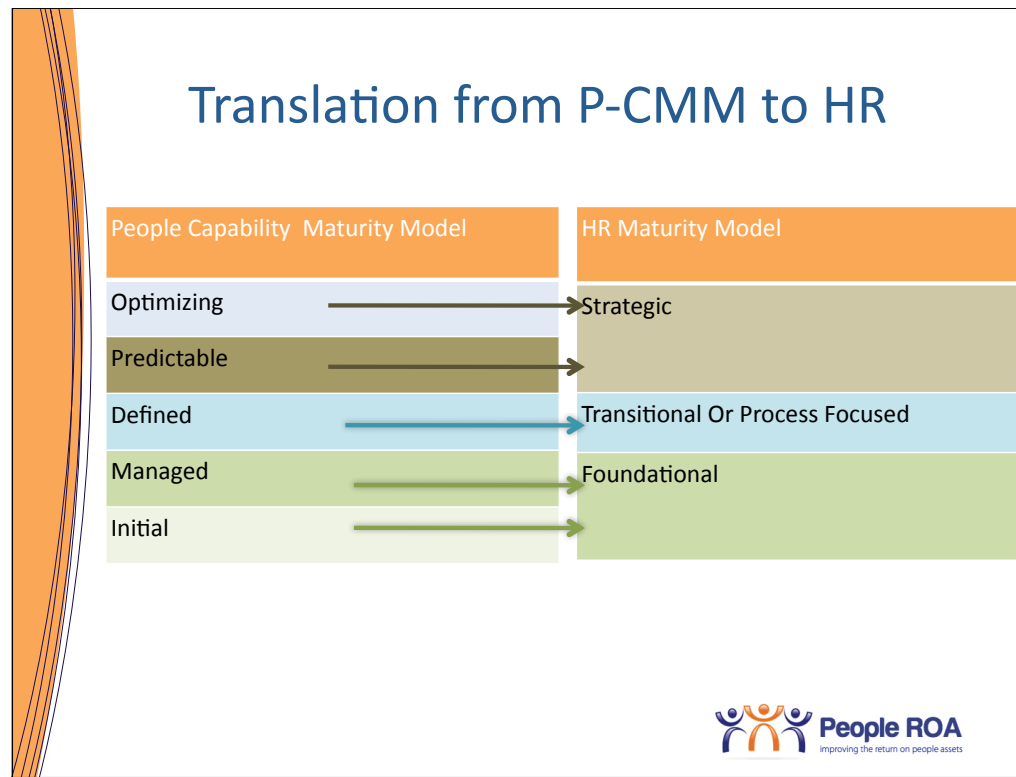 Translation from P-CMM to HR
People Capability Maturity Model
HR Maturity Model
Optimizing
Strategic
Predictable
Defined
Transitional Or Process Focused
Managed
Foundational
Initial
People ROA
improving the return on people assets